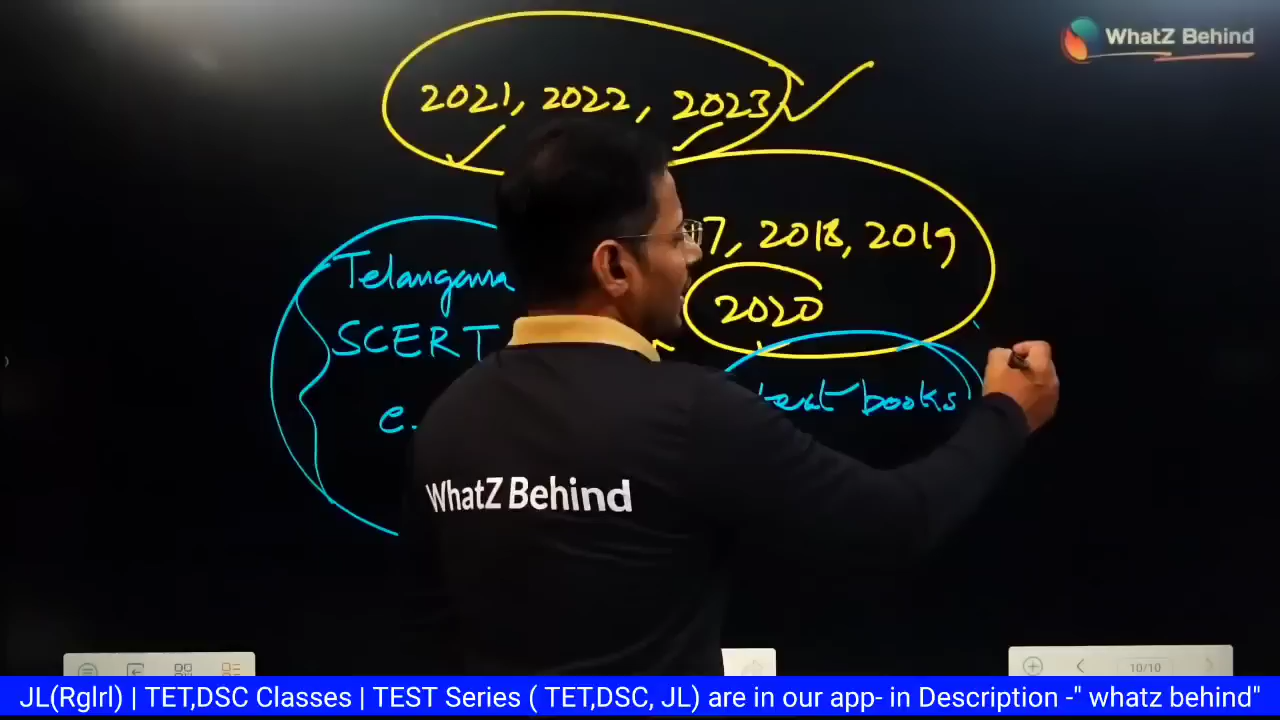 WhatZ Behind
2021, 2022, 2023
7, 2018, 2019
Telangana
2020
SCERT
text books
e.
WhatZ Behind
10/10
JL(Rglrl) | TET,DSC Classes | TEST Series ( TET,DSC, JL) are in our app- in Description -" whatz behind"